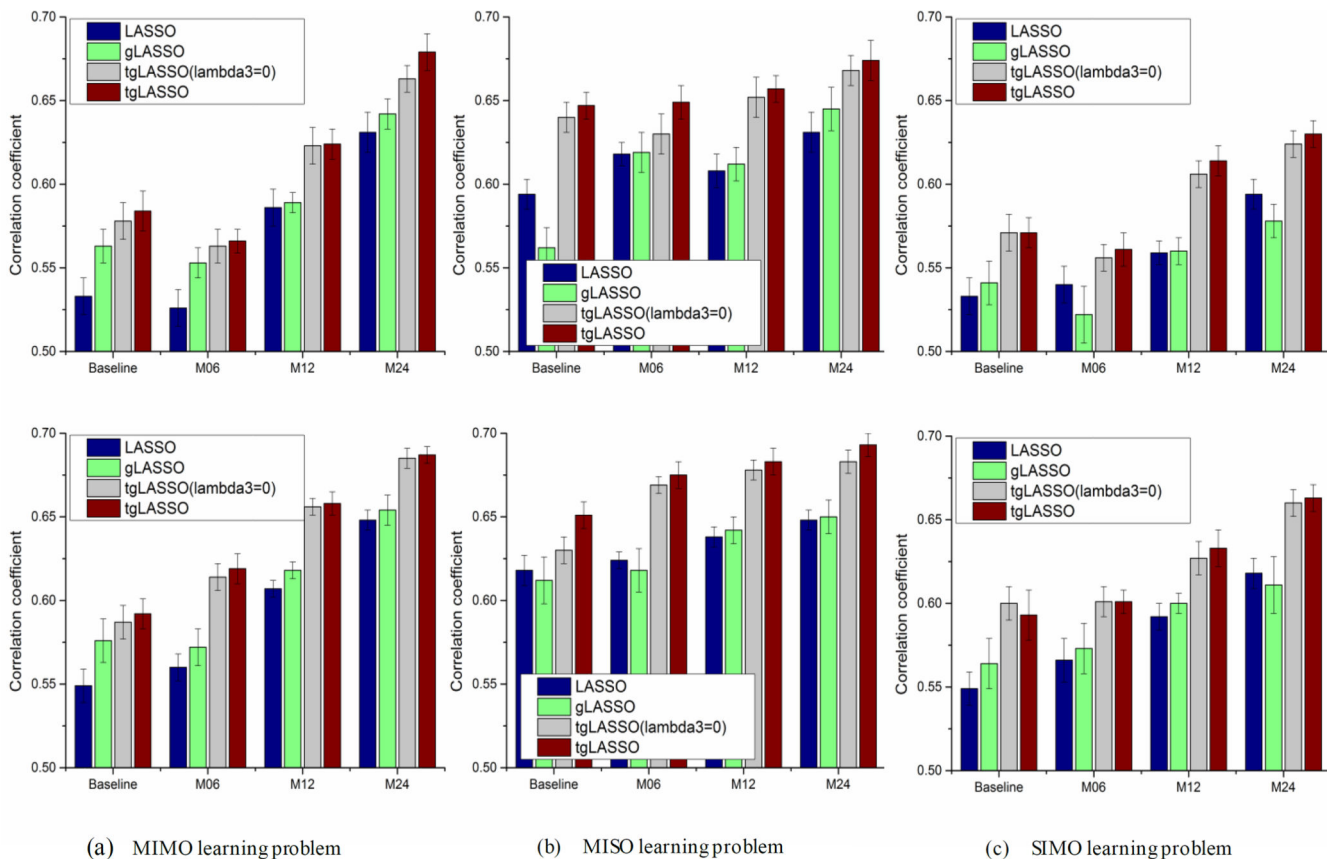 0.70
0.65
0.60
0.55
0.50
Correlation coefficient
LASSO
gLASSO
tgLASSO(lambda3=0)
tgLASSO
Baseline
M06
M12
M24
0.70
0.65
0.60
0.55
0.50
Correlation coefficient
LASSO
gLASSO
tgLASSO(lambda3=0)
tgLASSO
Baseline
M06
M12
M24
0.70
0.65
0.60
0.55
0.50
Correlation coefficient
LASSO
gLASSO
tgLASSO(lambda3=0)
tgLASSO
Baseline
M06
M12
M24
0.70
0.65
0.60
0.55
0.50
Correlation coefficient
LASSO
gLASSO
tgLASSO(lambda3=0)
tgLASSO
Baseline
M06
M12
M24
0.70
0.65
0.60
0.55
0.50
Correlation coefficient
LASSO
gLASSO
tgLASSO(lambda3=0)
tgLASSO
Baseline
M06
M12
M24
0.70
0.65
0.60
0.55
0.50
Correlation coefficient
LASSO
gLASSO
tgLASSO(lambda3=0)
tgLASSO
Baseline
M06
M12
M24
(a) MIMO learning problem
(b) MISO learning problem
(c) SIMO learning problem